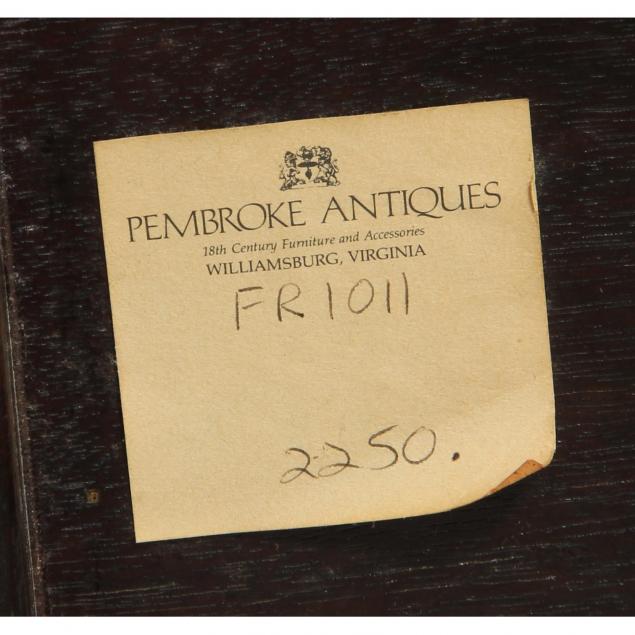 PEMBROKE ANTIQUES
18th Century Furniture and Accessories
WILLIAMSBURG, VIRGINIA
FR1011
2250.